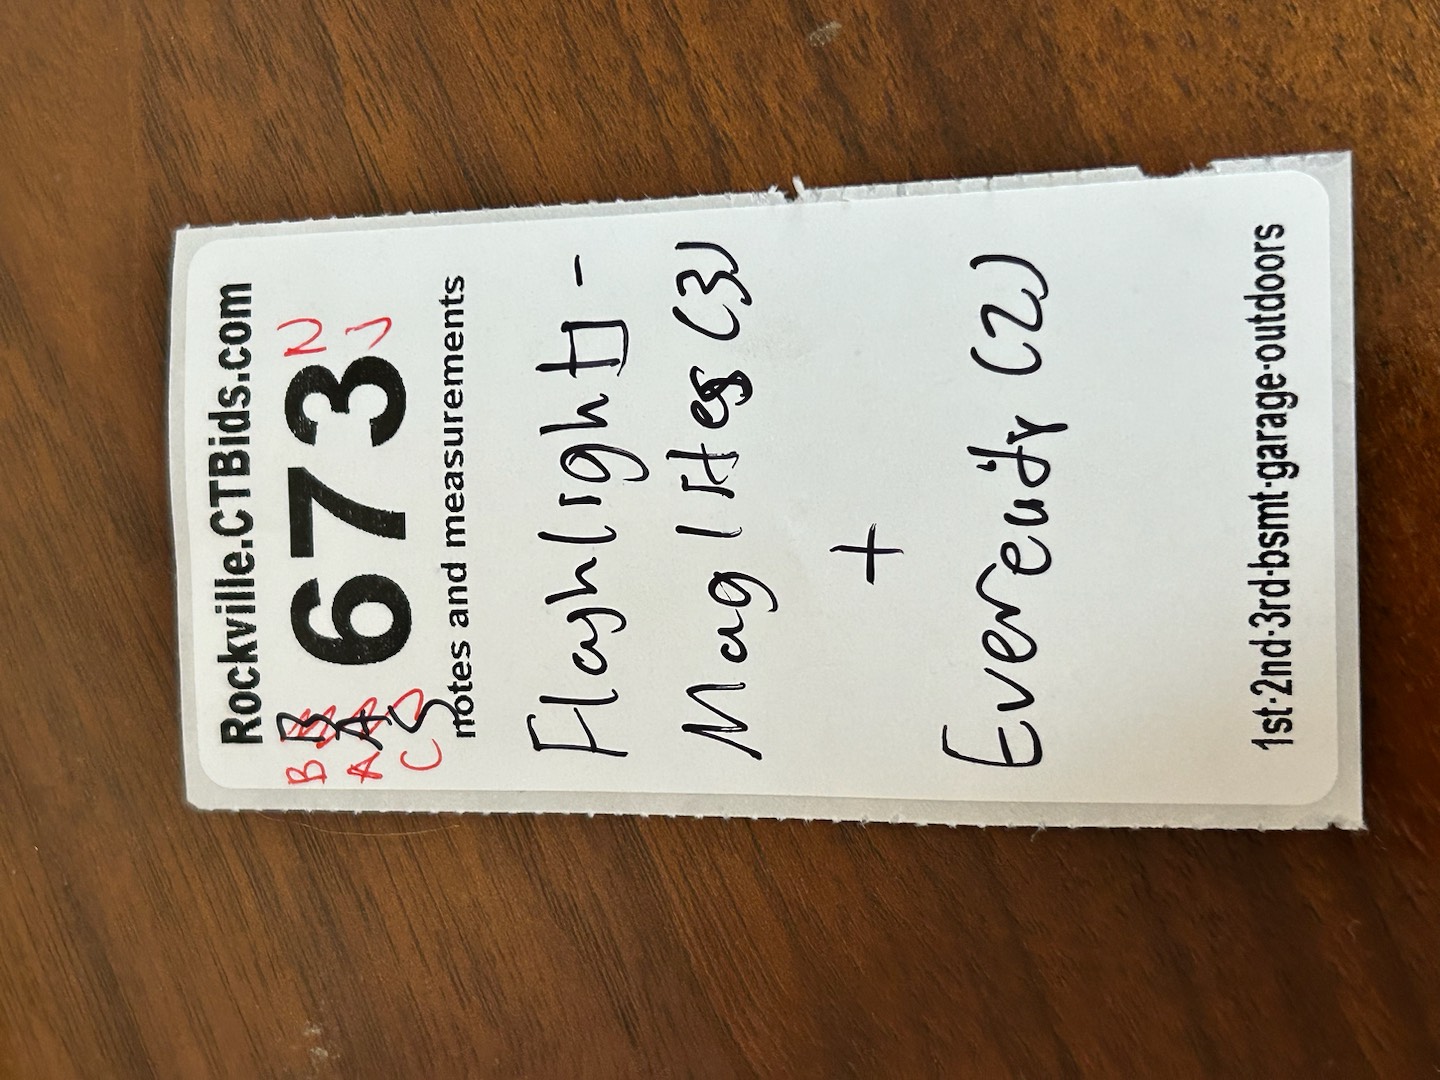 Rockville.CTBids.com
B B 673 N
A A J
C S
notes and measurements
Flashlights -
Mag lites (3)
+
Eveready (2)
1st·2nd·3rd·bsmt·garage·outdoors